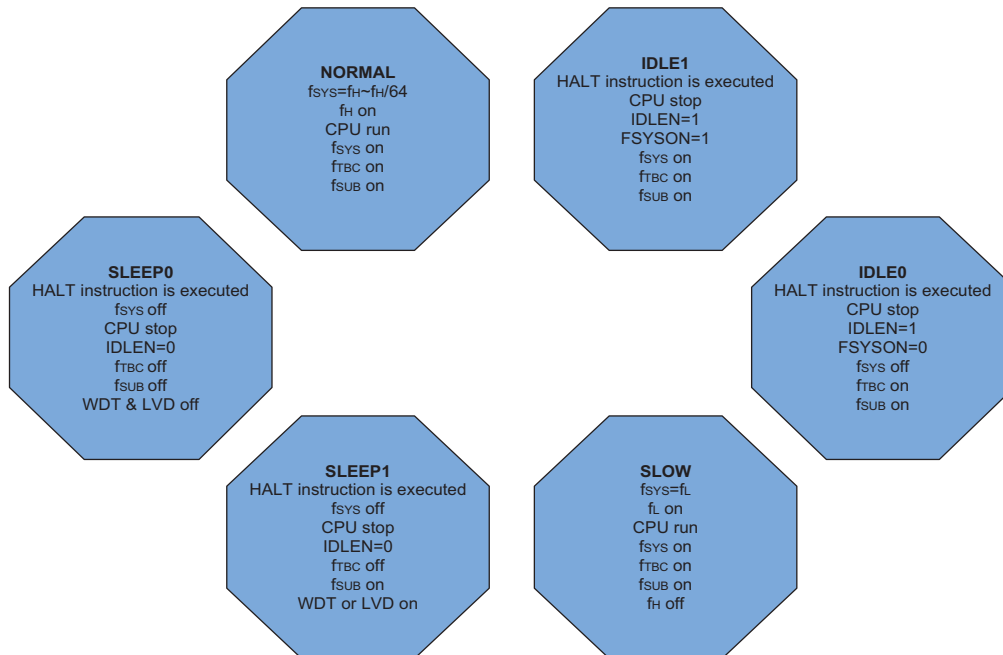 NORMAL
fSYS=fH~fH/64
fH on
CPU run
fSYS on
fTBC on
fSUB on
IDLE1
HALT instruction is executed
CPU stop
IDLEN=1
FSYSON=1
fSYS on
fTBC on
fSUB on
SLEEP0
HALT instruction is executed
fSYS off
CPU stop
IDLEN=0
fTBC off
fSUB off
WDT & LVD off
IDLE0
HALT instruction is executed
CPU stop
IDLEN=1
FSYSON=0
fSYS off
fTBC on
fSUB on
SLEEP1
HALT instruction is executed
fSYS off
CPU stop
IDLEN=0
fTBC off
fSUB on
WDT or LVD on
SLOW
fSYS=fL
fL on
CPU run
fSYS on
fTBC on
fSUB on
fH off